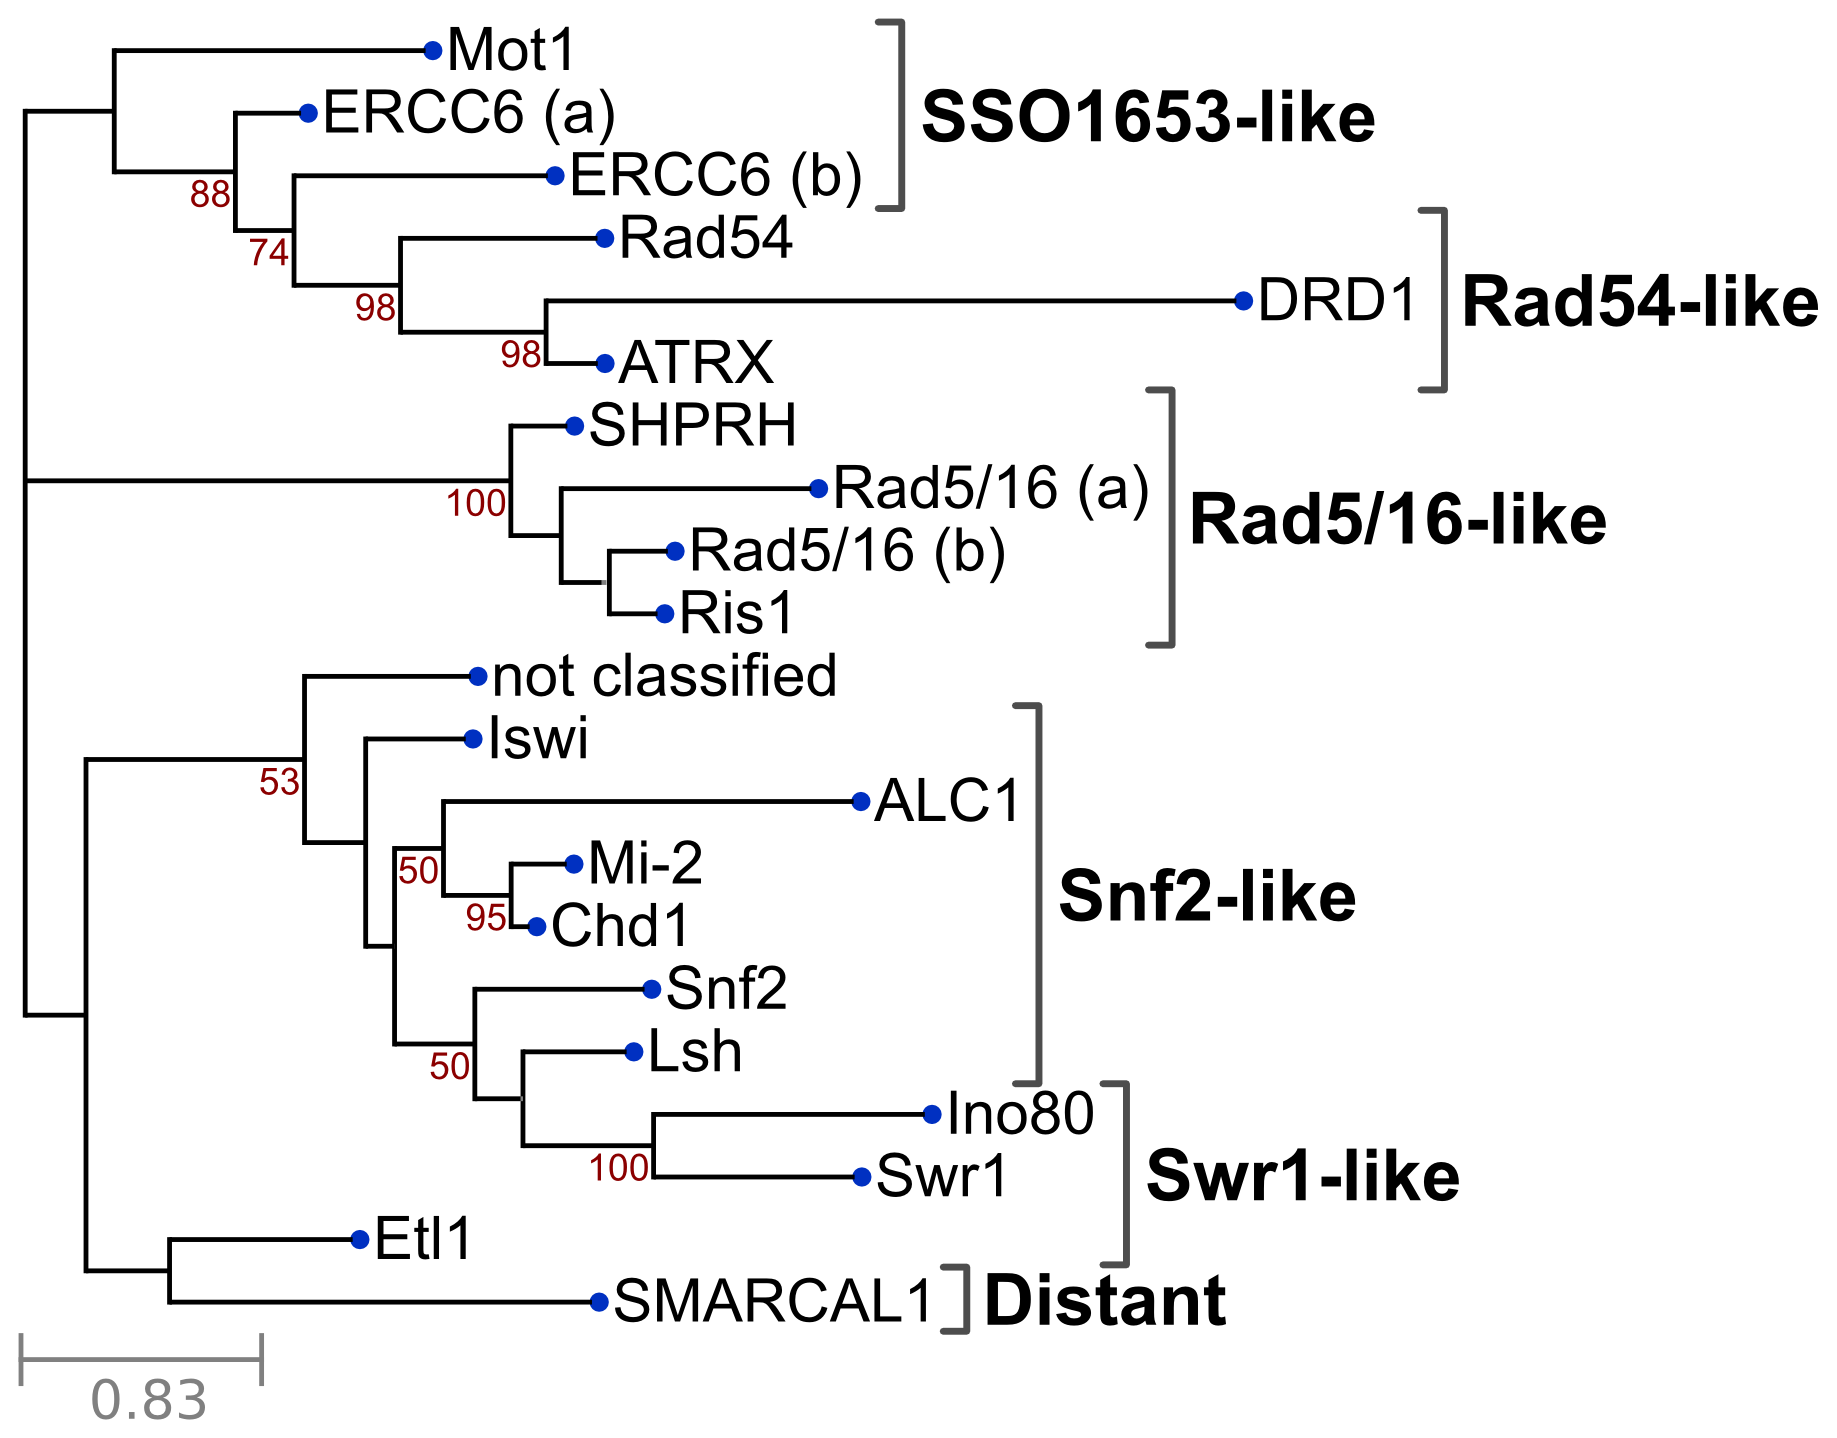 Mot1
ERCC6 (a)
SSO1653-like
ERCC6 (b)
88
Rad54
74
DRD1
Rad54-like
98
ATRX
98
SHPRH
Rad5/16 (a)
100
Rad5/16-like
Rad5/16 (b)
Ris1
not classified
Iswi
53
ALC1
Mi-2
50
Snf2-like
95
Chd1
Snf2
Lsh
50
Ino80
100
Swr1
Swr1-like
Etl1
SMARCAL1
Distant
0.83